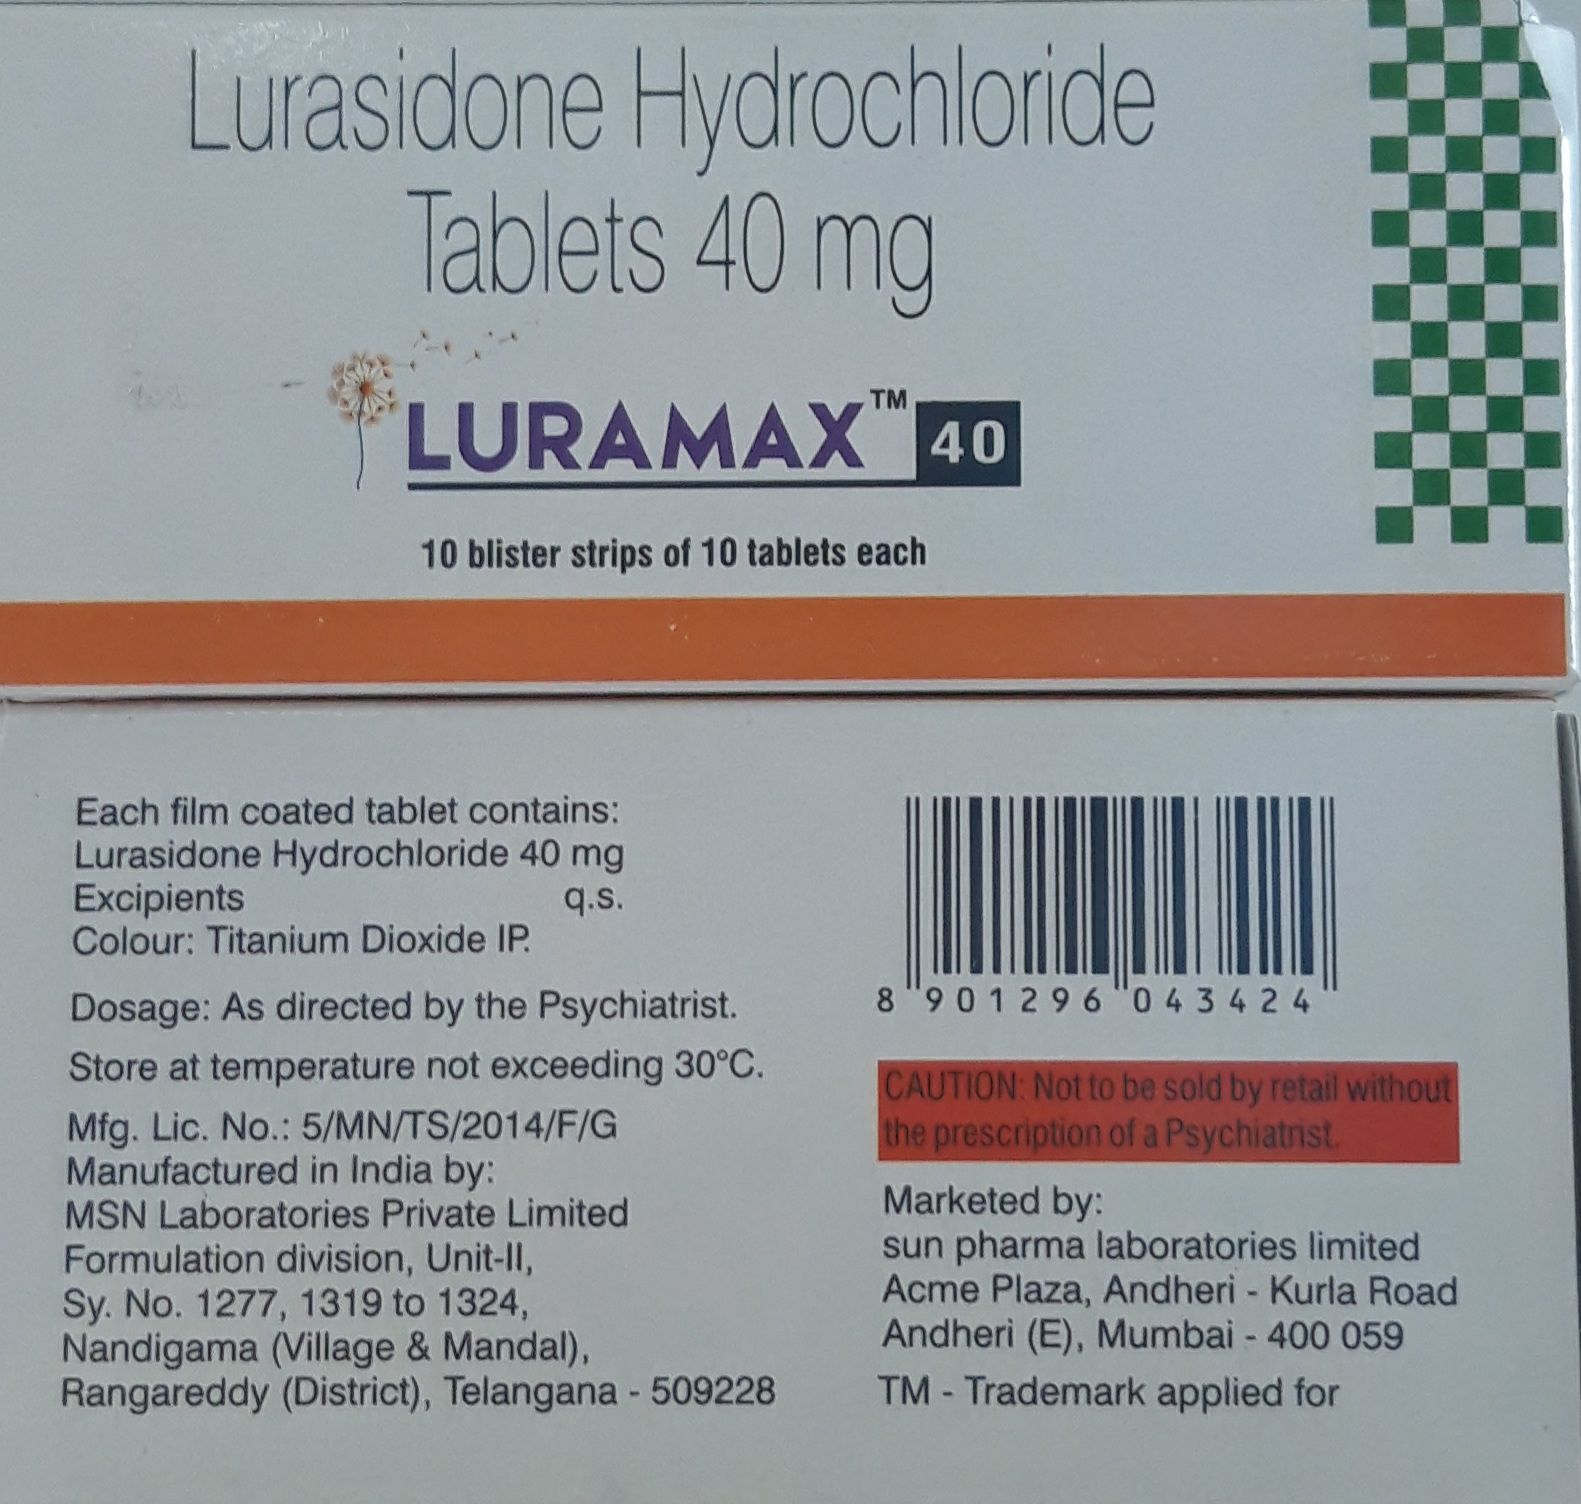 Lurasidone Hydrochloride
Tablets 40 mg
LURAMAX™ 40
10 blister strips of 10 tablets each
Each film coated tablet contains:
Lurasidone Hydrochloride 40 mg
Excipients q.s.
Colour: Titanium Dioxide IP.
Dosage: As directed by the Psychiatrist.
Store at temperature not exceeding 30°C.
Mfg. Lic. No.: 5/MN/TS/2014/F/G
Manufactured in India by:
MSN Laboratories Private Limited
Formulation division, Unit-II,
Sy. No. 1277, 1319 to 1324,
Nandigama (Village & Mandal),
Rangareddy (District), Telangana - 509228
8 901296 043424
CAUTION: Not to be sold by retail without
the prescription of a Psychiatrist.
Marketed by:
sun pharma laboratories limited
Acme Plaza, Andheri - Kurla Road
Andheri (E), Mumbai - 400 059
TM - Trademark applied for